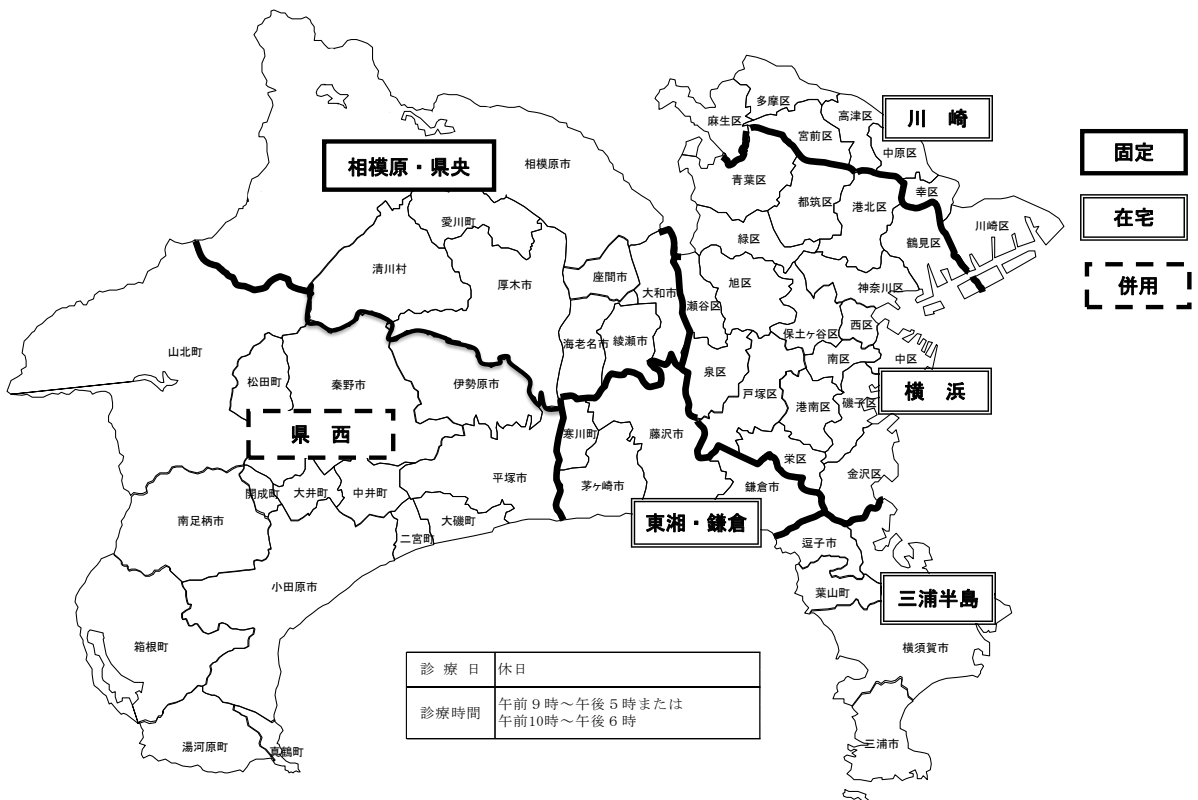 多摩区
高津区
川　崎
麻生区
宮前区
中原区
固定
相模原・県央
相模原市
青葉区
幸区
都筑区
港北区
在宅
愛川町
川崎区
緑区
鶴見区
清川村
座間市
厚木市
旭区
神奈川区
併用
大和市
瀬谷区
西区
保土ヶ谷区
海老名市
綾瀬市
山北町
南区
中区
泉区
松田町
秦野市
伊勢原市
戸塚区
横　浜
港南区
磯子区
県　西
寒川町
藤沢市
栄区
金沢区
平塚市
茅ヶ崎市
鎌倉市
開成町
大井町
中井町
南足柄市
大磯町
東湘・鎌倉
二宮町
逗子市
小田原市
葉山町
三浦半島
箱根町
横須賀市
診 療 日
休日
診療時間
午前９時～午後５時または
午前10時～午後６時
湯河原町
真鶴町
三浦市